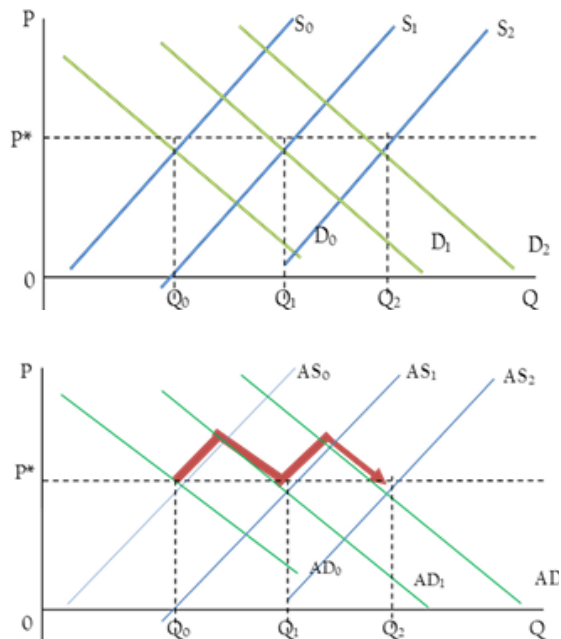 P
S₀
S₁
S₂
P*
D₀
D₁
D₂
0
Q₀
Q₁
Q₂
Q
P
AS₀
AS₁
AS₂
P*
AD₀
AD₁
AD
0
Q₀
Q₁
Q₂
Q